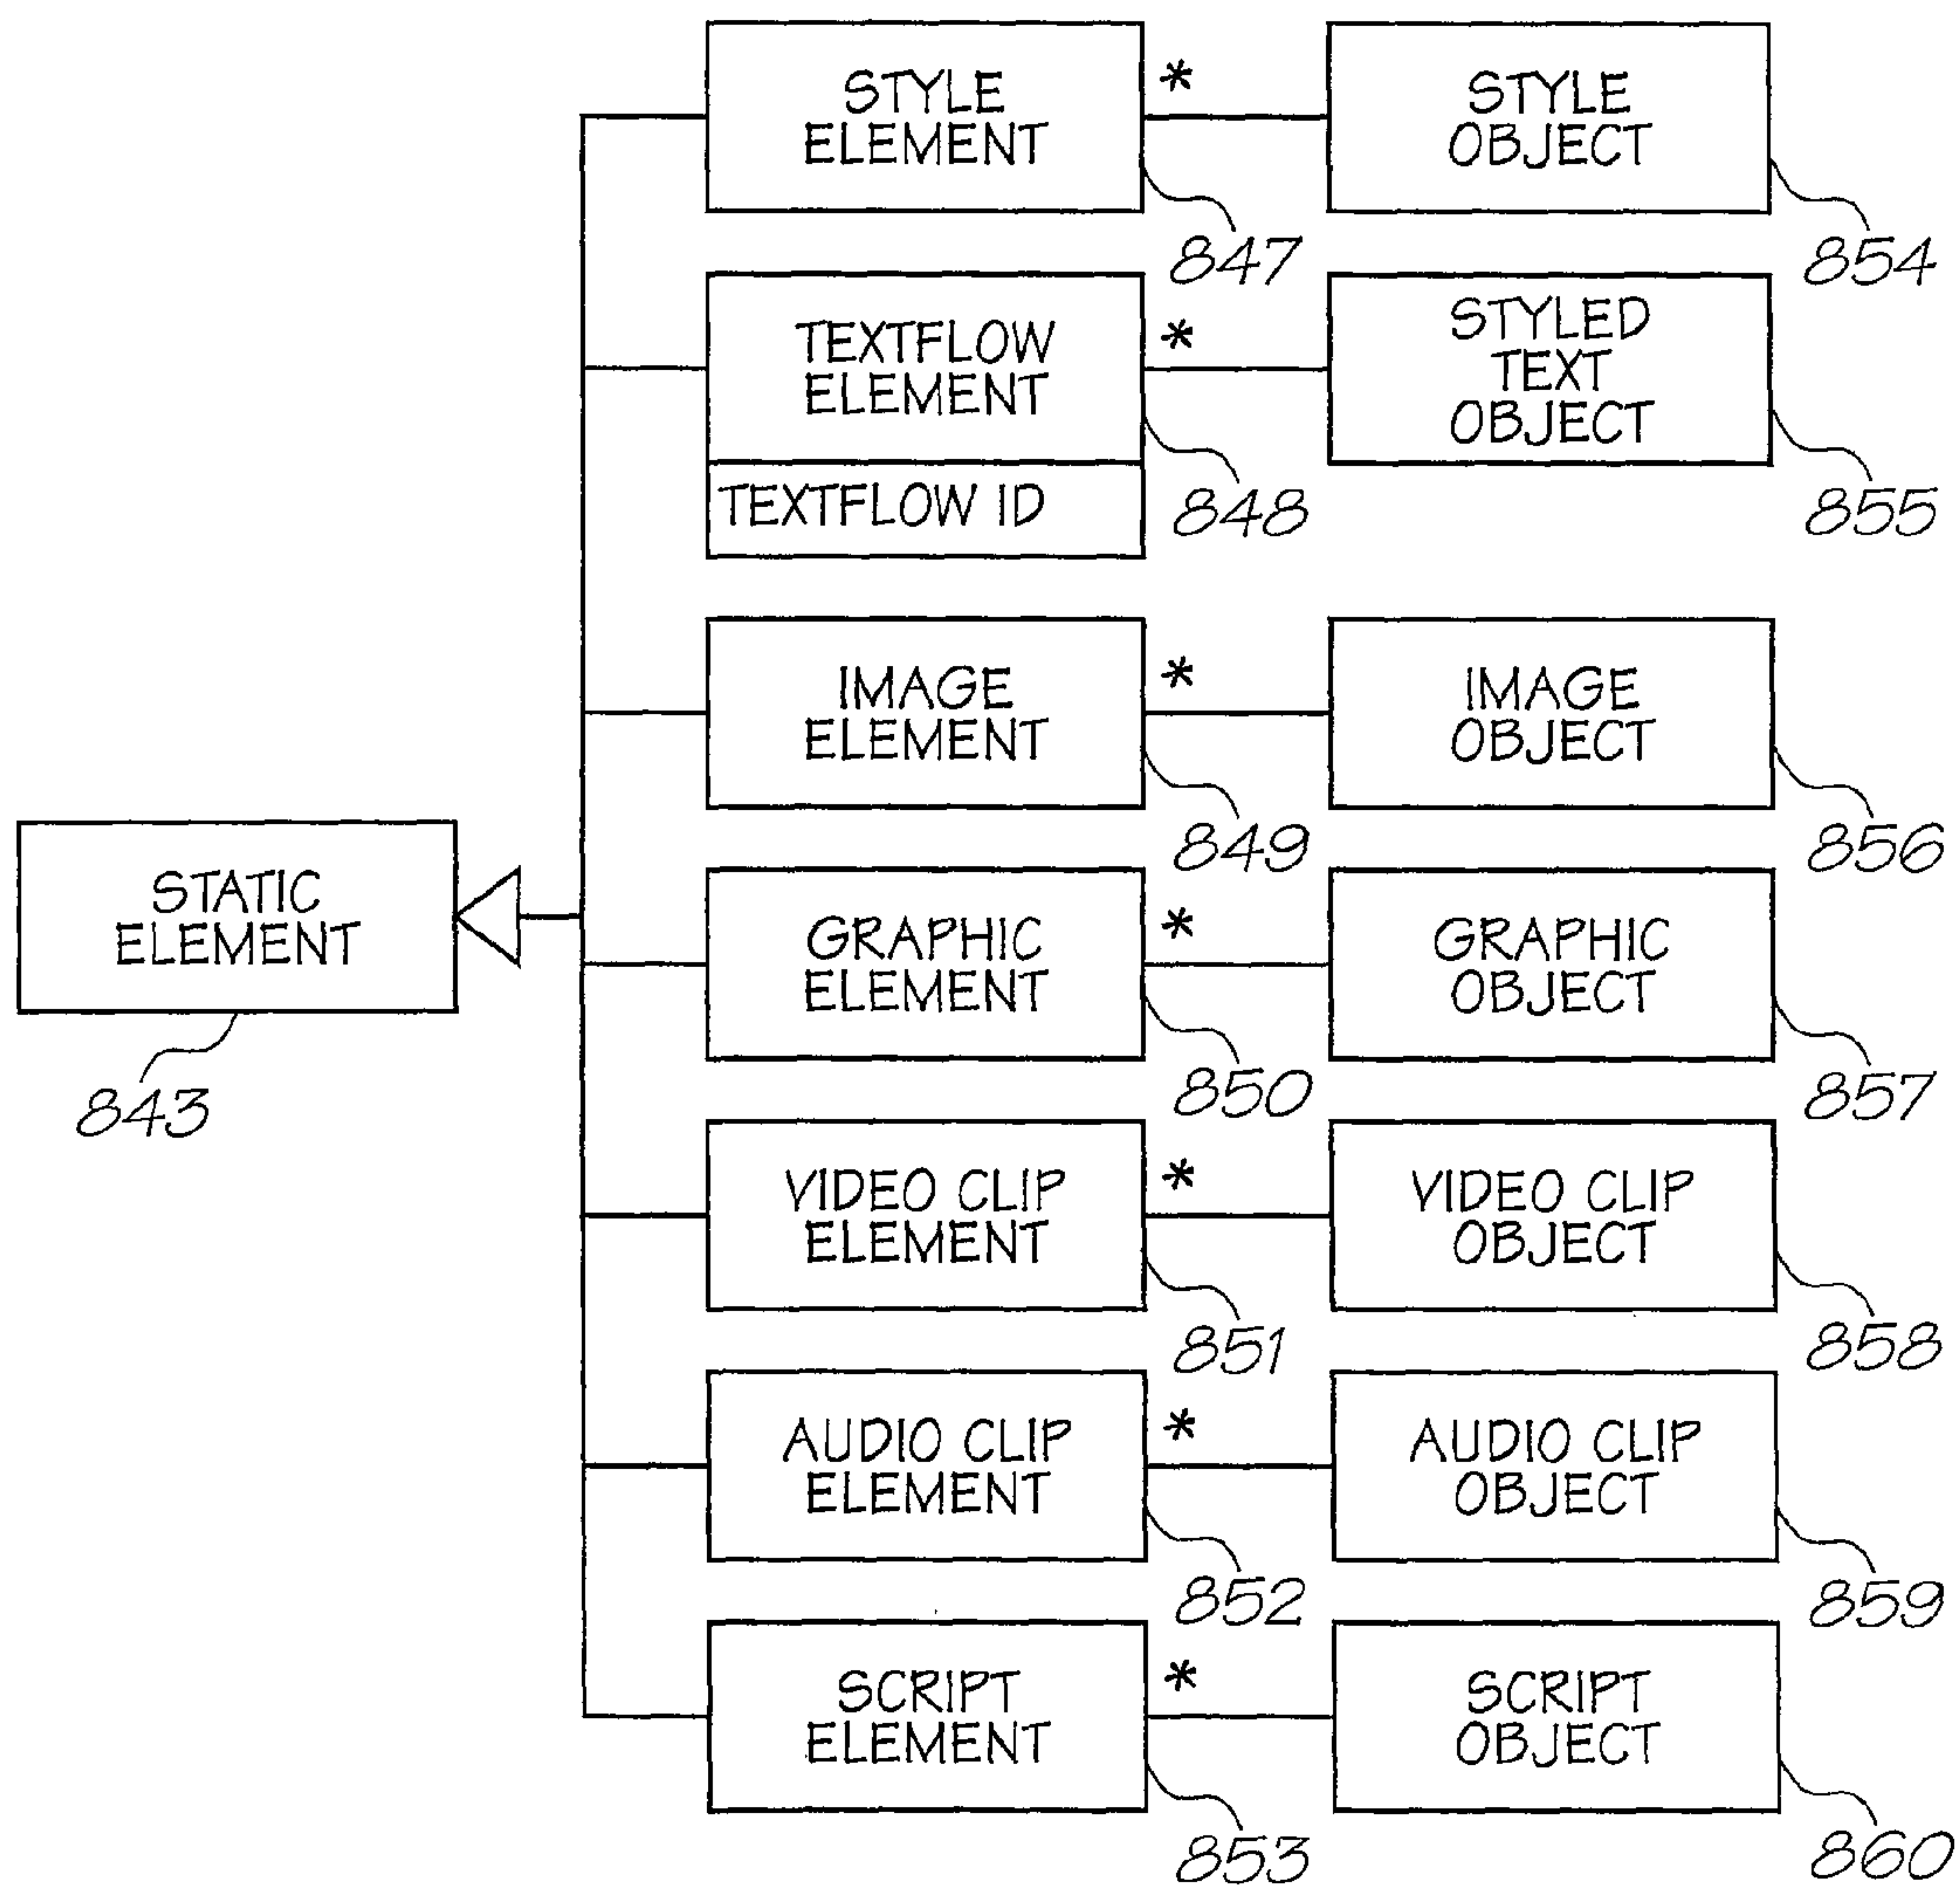 STYLE
ELEMENT
*
STYLE
OBJECT
847
854
TEXTFLOW
ELEMENT
*
STYLED
TEXT
OBJECT
TEXTFLOW ID
848
855
IMAGE
ELEMENT
*
IMAGE
OBJECT
849
856
STATIC
ELEMENT
843
GRAPHIC
ELEMENT
*
GRAPHIC
OBJECT
850
857
VIDEO CLIP
ELEMENT
*
VIDEO CLIP
OBJECT
851
858
AUDIO CLIP
ELEMENT
*
AUDIO CLIP
OBJECT
852
859
SCRIPT
ELEMENT
*
SCRIPT
OBJECT
853
860